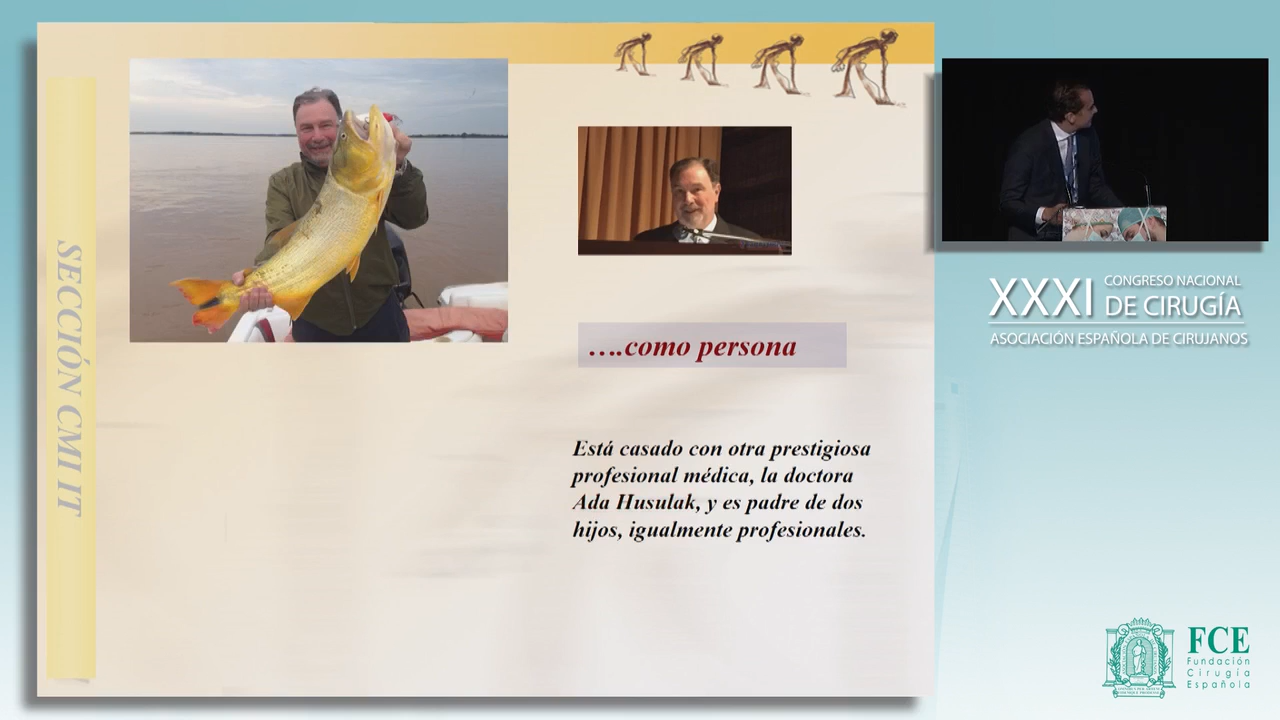 SECCIÓN CMI IT
….como persona
Está casado con otra prestigiosa
profesional médica, la doctora
Ada Husulak, y es padre de dos
hijos, igualmente profesionales.
XXXI CONGRESO NACIONAL
DE CIRUGÍA
ASOCIACIÓN ESPAÑOLA DE CIRUJANOS
FCE
Fundación
Cirugía
Española